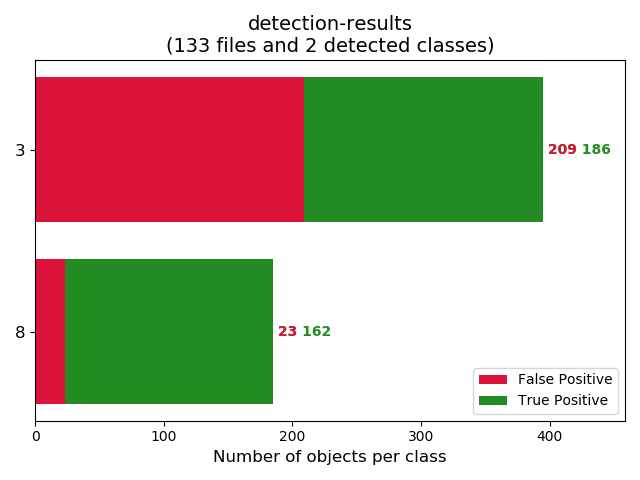 detection-results
(133 files and 2 detected classes)
3
209 186
8
23 162
False Positive
True Positive
0 100 200 300 400
Number of objects per class